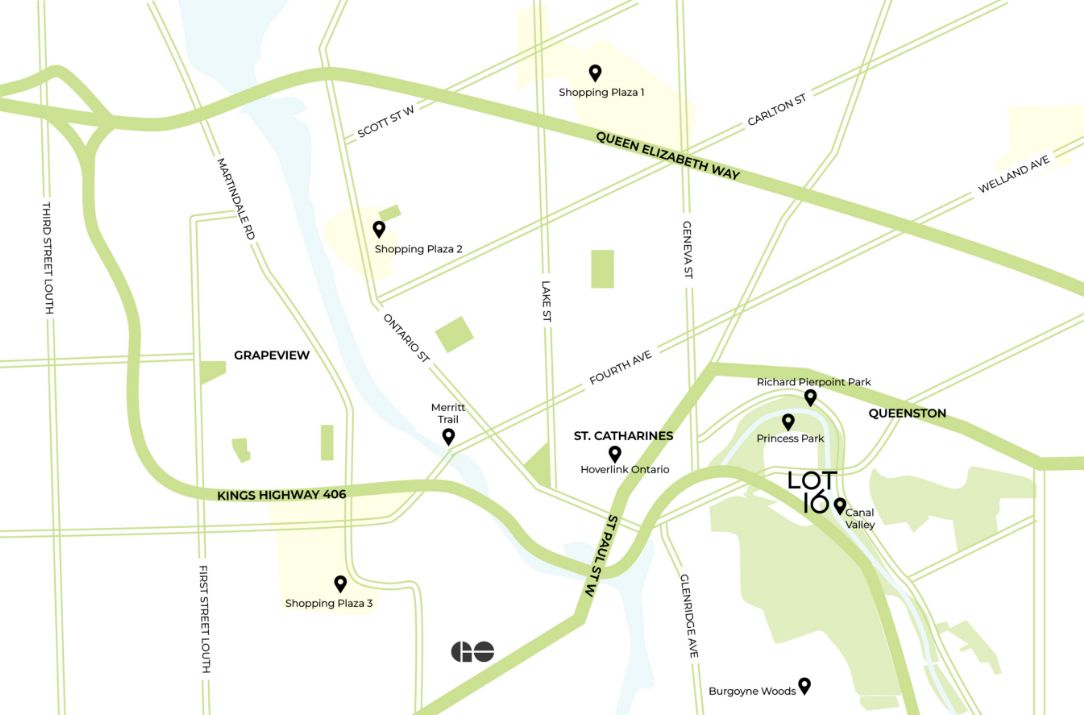 Shopping Plaza 1
SCOTT ST W
CARLTON ST
QUEEN ELIZABETH WAY
WELLAND AVE
MARTINDALE RD
THIRD STREET LOUTH
Shopping Plaza 2
GENEVA ST
LAKE ST
ONTARIO ST
GRAPEVIEW
FOURTH AVE
Richard Pierpoint Park
Merritt
Trail
QUEENSTON
ST. CATHARINES
Princess Park
Hoverlink Ontario
LOT
16
KINGS HIGHWAY 406
Canal
Valley
ST PAUL ST W
FIRST STREET LOUTH
Shopping Plaza 3
GLENRIDGE AVE
GO
Burgoyne Woods